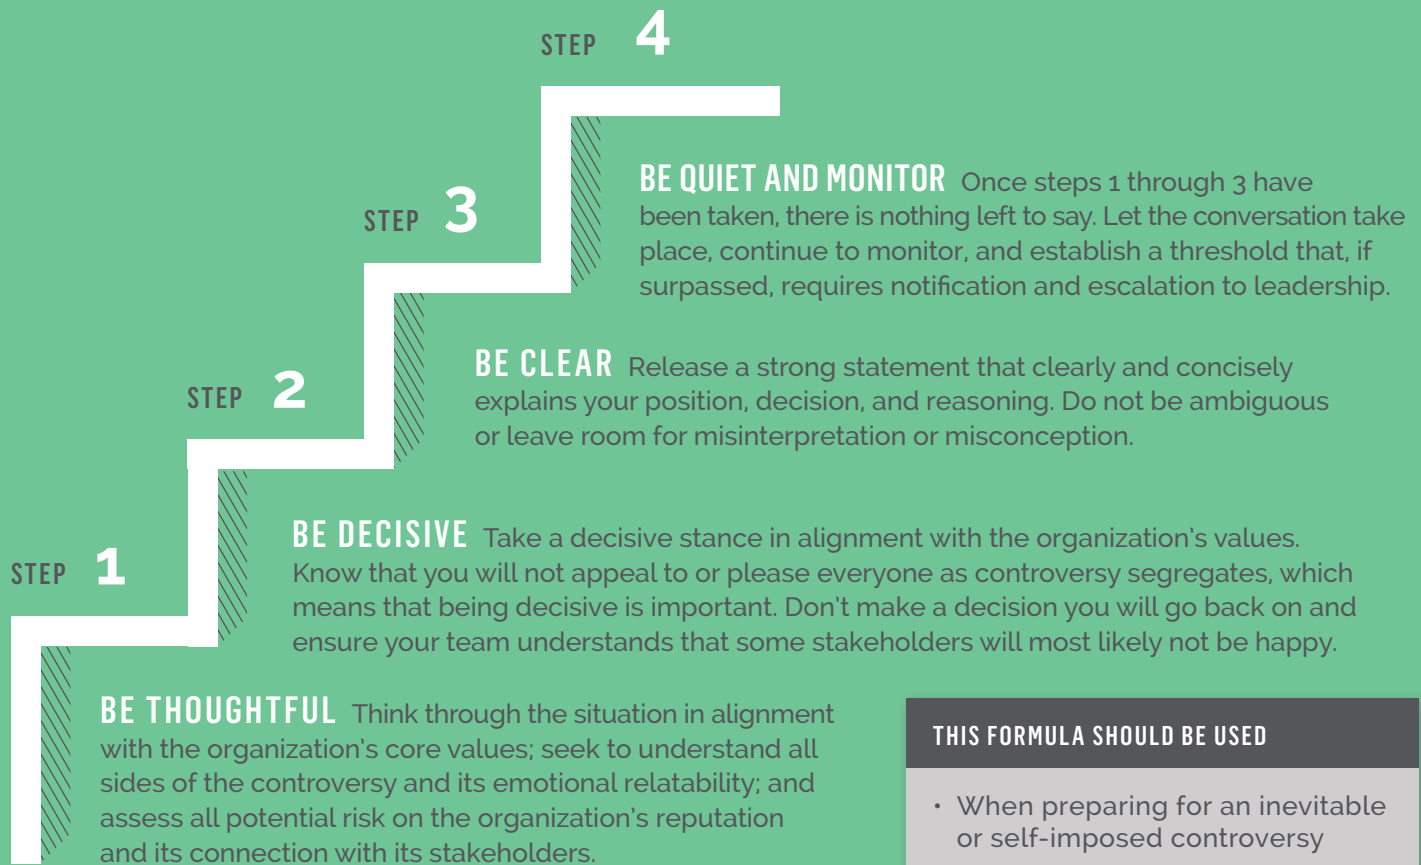 STEP 4
BE QUIET AND MONITOR Once steps 1 through 3 have
been taken, there is nothing left to say. Let the conversation take
place, continue to monitor, and establish a threshold that, if
surpassed, requires notification and escalation to leadership.
STEP 3
BE CLEAR Release a strong statement that clearly and concisely
explains your position, decision, and reasoning. Do not be ambiguous
or leave room for misinterpretation or misconception.
STEP 2
BE DECISIVE Take a decisive stance in alignment with the organization's values.
Know that you will not appeal to or please everyone as controversy segregates, which
means that being decisive is important. Don't make a decision you will go back on and
ensure your team understands that some stakeholders will most likely not be happy.
STEP 1
BE THOUGHTFUL Think through the situation in alignment
with the organization's core values; seek to understand all
sides of the controversy and its emotional relatability; and
assess all potential risk on the organization's reputation
and its connection with its stakeholders.
THIS FORMULA SHOULD BE USED
• When preparing for an inevitable
or self-imposed controversy